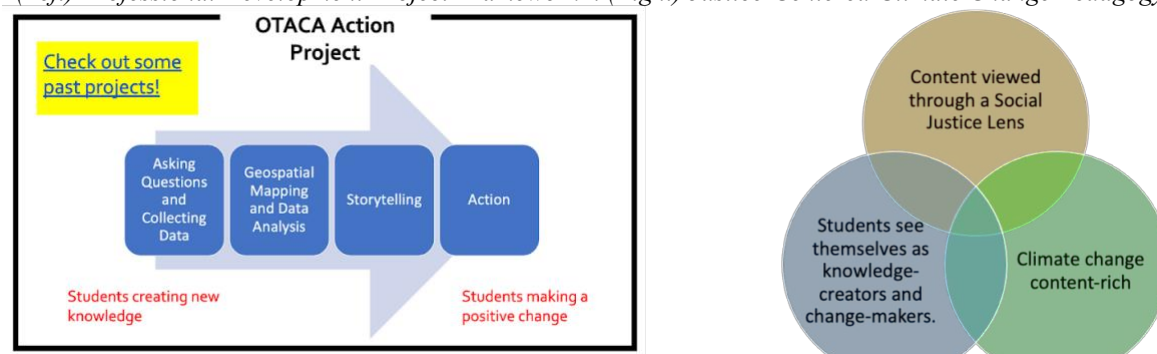 OTACA Action
Project
Check out some
past projects!
Asking
Questions
and
Collecting
Data
Geospatial
Mapping
and Data
Analysis
Storytelling
Action
Students creating new
knowledge
Students making a
positive change
Content viewed
through a Social
Justice Lens
Students see
themselves as
knowledge-
creators and
change-makers.
Climate change
content-rich